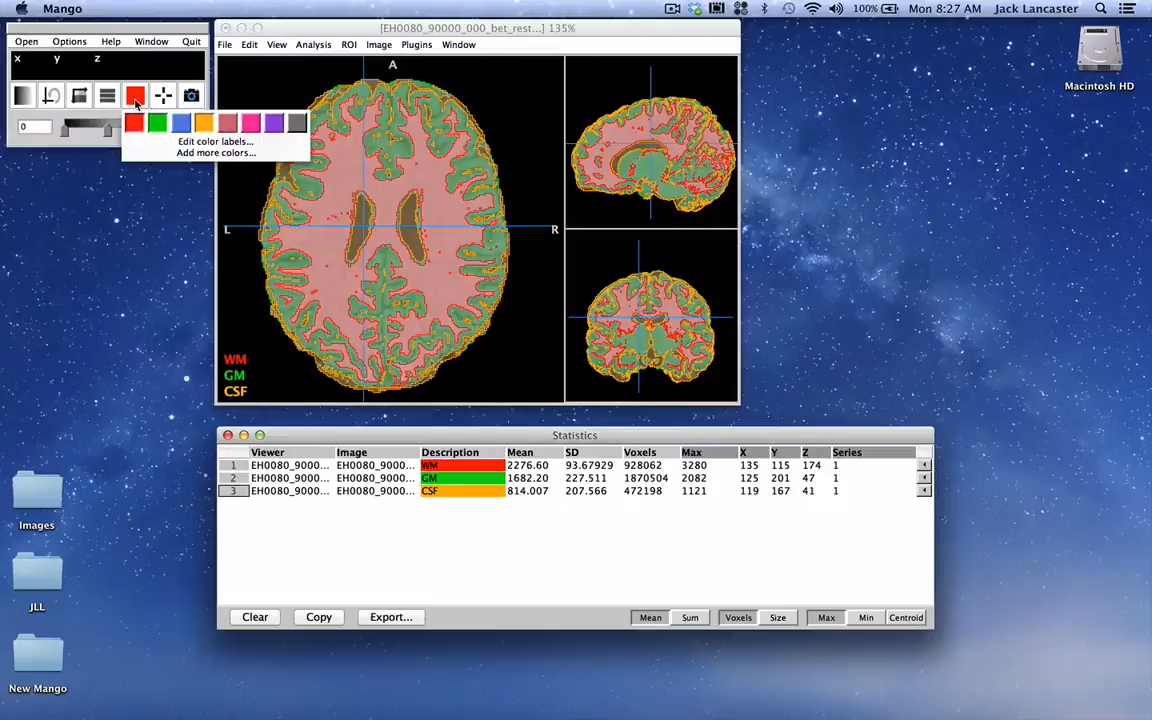 Mango 100% Mon 8:27 AM Jack Lancaster
[EH0080_90000_000_bet_rest...] 135%
Open Options Help Window Quit
File Edit View Analysis ROI Image Plugins Window
x y z
0
Edit color labels...
Add more colors...
A
L
R
WM
GM
CSF
Macintosh HD
Statistics
Viewer Image Description Mean SD Voxels Max X Y Z Series
1 EH0080_9000... EH0080_9000... WM 2276.60 93.67929 928062 3280 135 115 174 1
2 EH0080_9000... EH0080_9000... GM 1682.20 227.511 1870504 2082 125 201 47 1
3 EH0080_9000... EH0080_9000... CSF 814.007 207.566 472198 1121 119 167 41 1
Clear Copy Export... Mean Sum Voxels Size Max Min Centroid
Images
JLL
New Mango